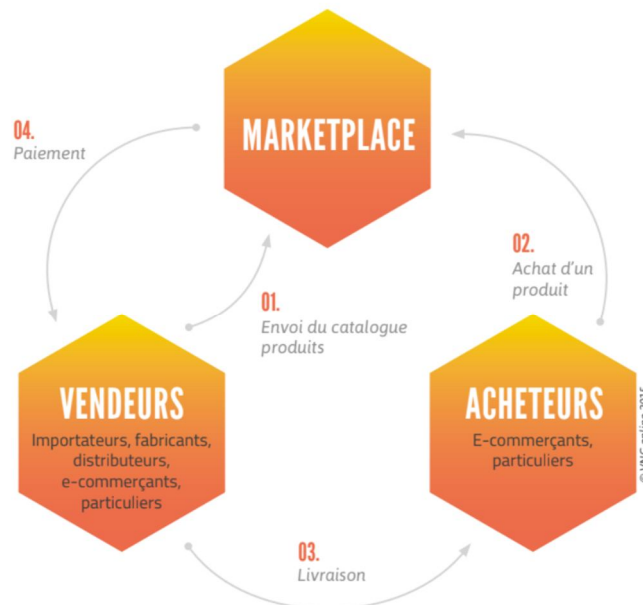 MARKETPLACE
04.
Paiement
02.
Achat d'un
produit
01.
Envoi du catalogue
produits
VENDEURS
Importateurs, fabricants,
distributeurs,
e-commerçants,
particuliers
ACHETEURS
E-commerçants,
particuliers
03.
Livraison